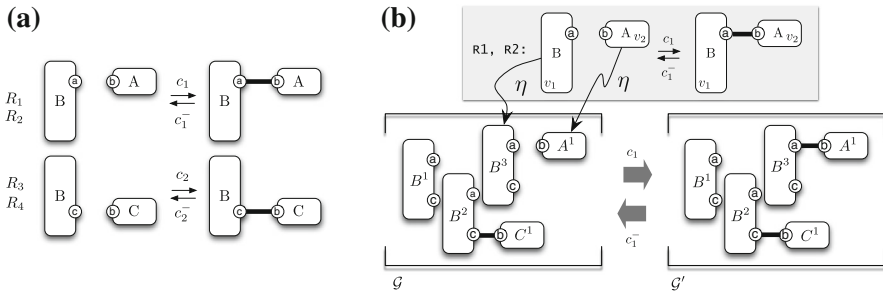 (a)
R₁
R₂
B
a
b
A
c₁
c₁⁻
B
a
b
A
R₃
R₄
B
c
b
C
c₂
c₂⁻
B
c
b
C
(b)
R1, R2:
B
a
v₁
b
A v₂
c₁
c₁⁻
B
a
v₁
b
A v₂
η
η
B¹
a
c
B³
a
c
b
A¹
B²
a
c
b
C¹
𝒢
c₁
c₁⁻
B¹
a
c
B³
a
c
b
A¹
B²
a
c
b
C¹
𝒢′